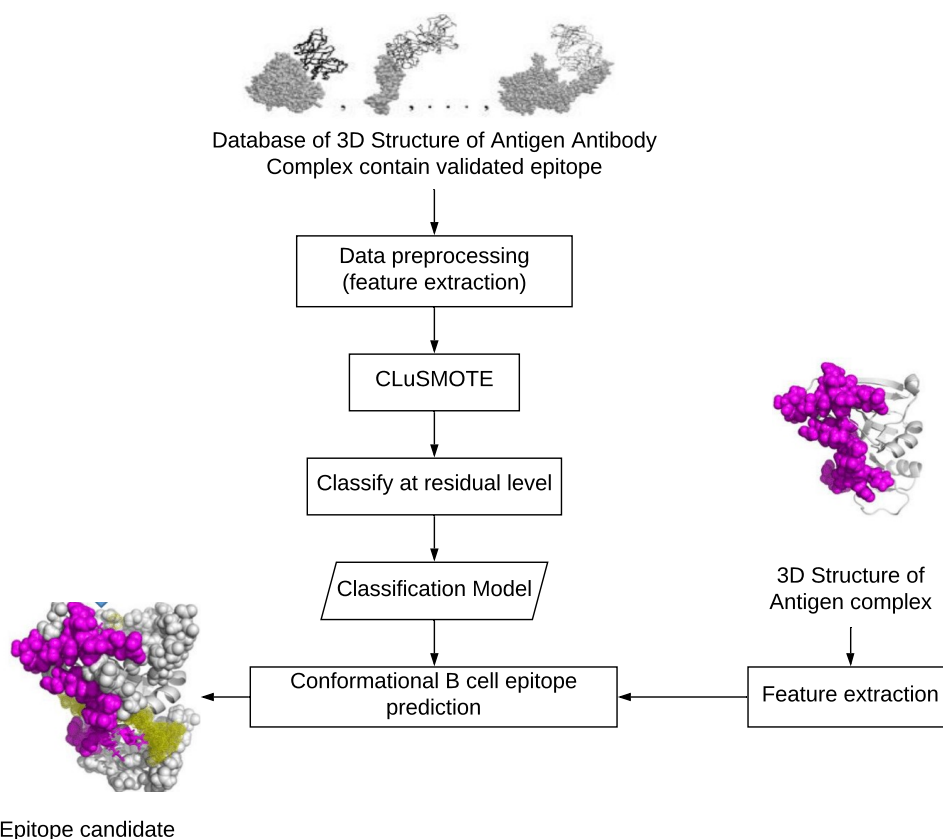 Database of 3D Structure of Antigen Antibody
Complex contain validated epitope
Data preprocessing
(feature extraction)
CLuSMOTE
Classify at residual level
Classification Model
3D Structure of
Antigen complex
Conformational B cell epitope
prediction
Feature extraction
Epitope candidate